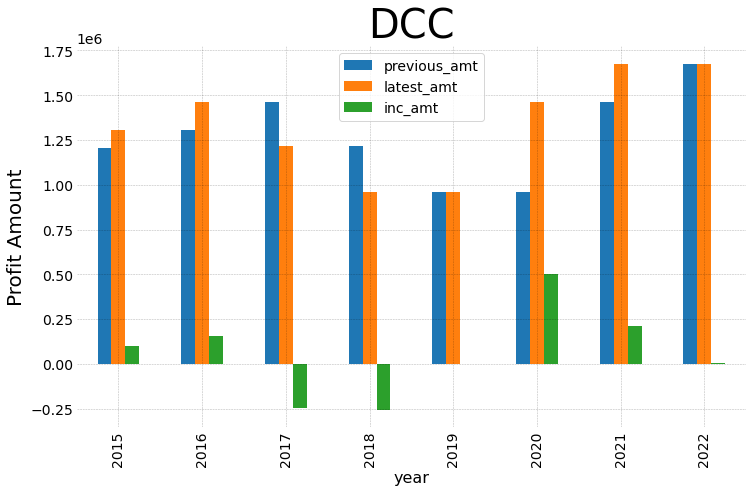 DCC
1e6
previous_amt
latest_amt
inc_amt
1.75
1.50
1.25
1.00
0.75
0.50
0.25
0.00
−0.25
Profit Amount
2015
2016
2017
2018
2019
2020
2021
2022
year